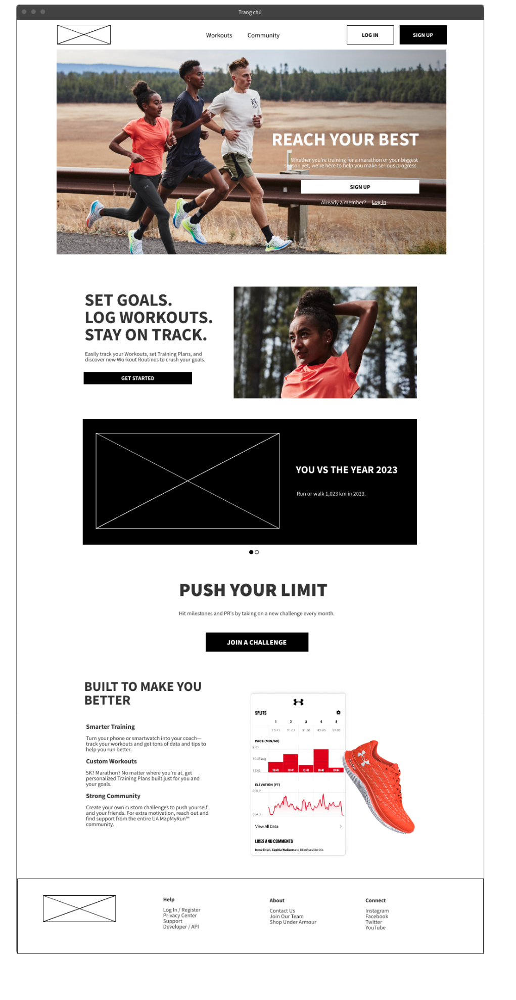 Trang chủ
Workouts
Community
LOG IN
SIGN UP
REACH YOUR BEST
Whether you're training for a marathon or your biggest
season yet, we're here to help you make serious progress.
SIGN UP
Already a member? Log In
SET GOALS.
LOG WORKOUTS.
STAY ON TRACK.
Easily track your Workouts, set Training Plans, and
discover new Workout Routines to crush your goals.
GET STARTED
YOU VS THE YEAR 2023
Run or walk 1,023 km in 2023.
PUSH YOUR LIMIT
Hit milestones and PR's by taking on a new challenge every month.
JOIN A CHALLENGE
BUILT TO MAKE YOU
BETTER
Smarter Training
Turn your phone or smartwatch into your coach—
track your workouts and get tons of data and tips to
help you run better.
Custom Workouts
5K? Marathon? No matter where you're at, get
personalized Training Plans built just for you and
your goals.
Strong Community
Create your own custom challenges to push yourself
and your friends. For extra motivation, reach out and
find support from the entire UA MapMyRun™
community.
SPLITS
1 2 3 4 5
10:41 21:07 31:56 43:20 52:35
PACE (MIN/MI)
8:51
10:56 avg
11:05
10:41 10:41 10:41 10:41 10:41
ELEVATION (FT)
596.9
504.3
View All Data
LIKES AND COMMENTS
Irene Eneri, Sophia Wallace and 88 others like this
FLOW
Help
Log In / Register
Privacy Center
Support
Developer / API
About
Contact Us
Join Our Team
Shop Under Armour
Connect
Instagram
Facebook
Twitter
YouTube